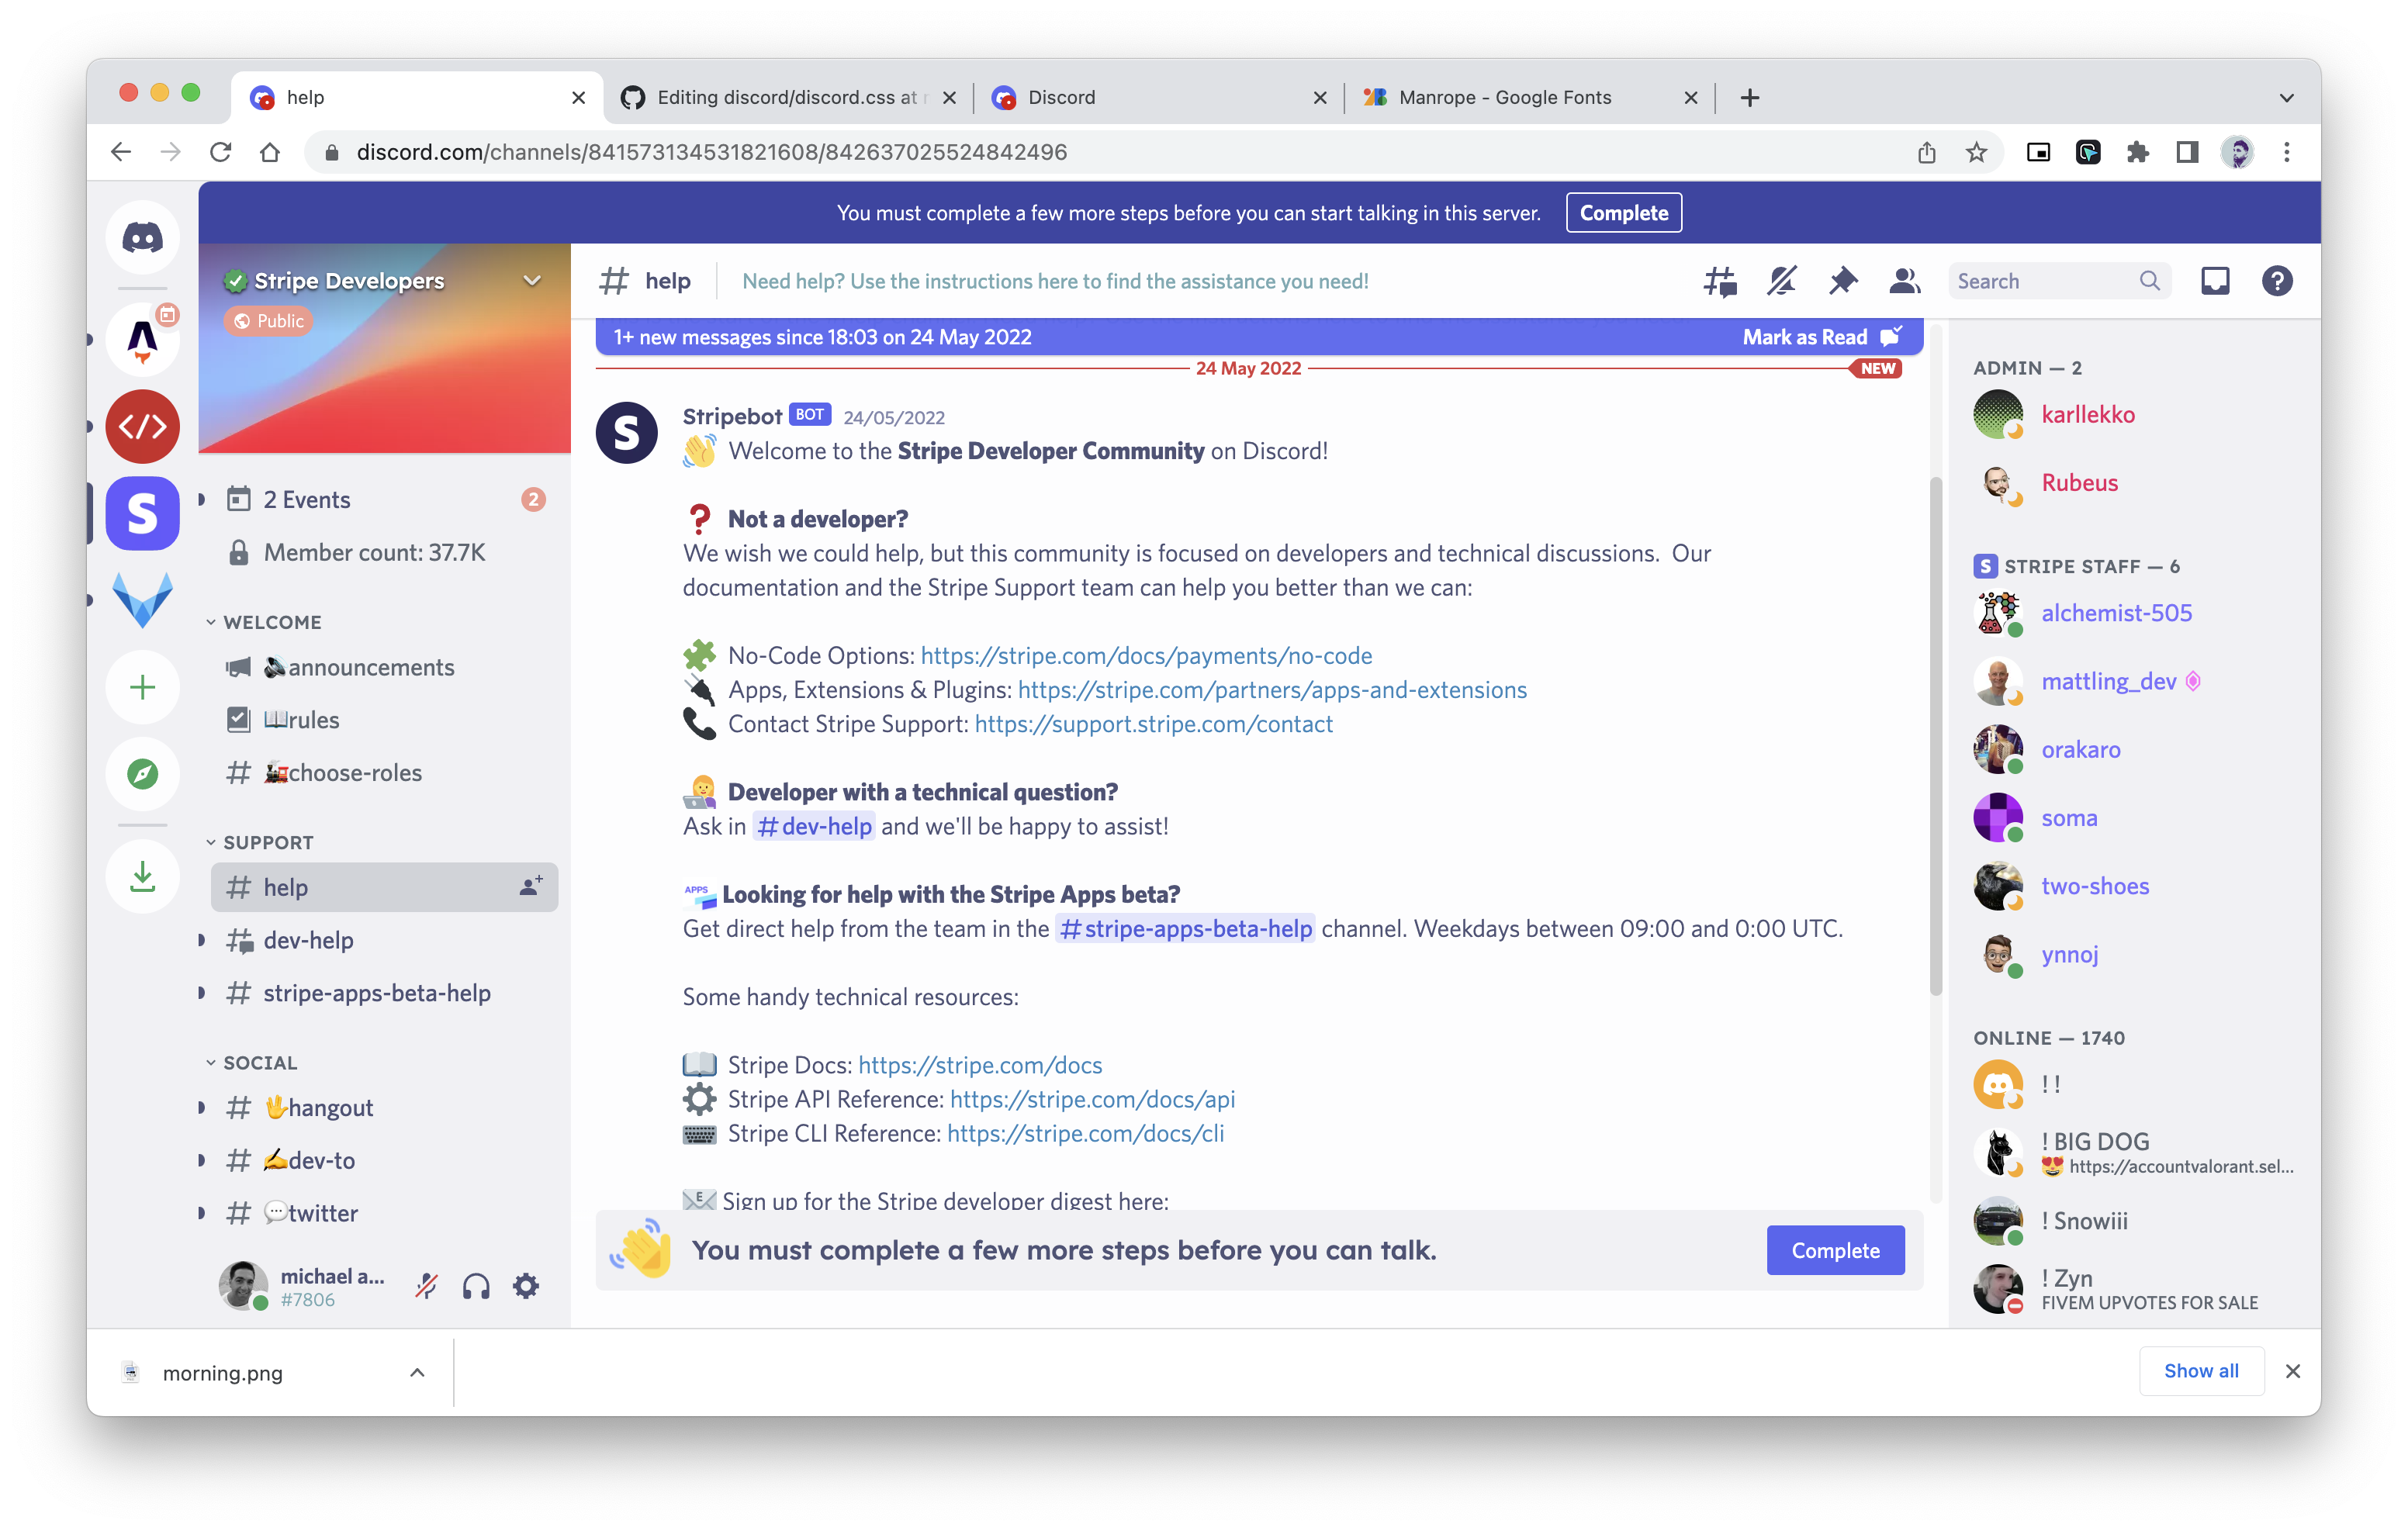 help
Editing discord/discord.css at
Discord
Manrope - Google Fonts
discord.com/channels/841573134531821608/842637025524842496
You must complete a few more steps before you can start talking in this server.
Complete
Stripe Developers
Public
2 Events
2
Member count: 37.7K
WELCOME
announcements
rules
choose-roles
SUPPORT
help
dev-help
stripe-apps-beta-help
SOCIAL
hangout
dev-to
twitter
michael a...
#7806
# help
Need help? Use the instructions here to find the assistance you need!
Search
1+ new messages since 18:03 on 24 May 2022
Mark as Read
24 May 2022
NEW
S
Stripebot BOT 24/05/2022
👋 Welcome to the Stripe Developer Community on Discord!
❓ Not a developer?
We wish we could help, but this community is focused on developers and technical discussions. Our
documentation and the Stripe Support team can help you better than we can:
No-Code Options: https://stripe.com/docs/payments/no-code
Apps, Extensions & Plugins: https://stripe.com/partners/apps-and-extensions
Contact Stripe Support: https://support.stripe.com/contact
Developer with a technical question?
Ask in #dev-help and we'll be happy to assist!
APPS Looking for help with the Stripe Apps beta?
Get direct help from the team in the #stripe-apps-beta-help channel. Weekdays between 09:00 and 0:00 UTC.
Some handy technical resources:
Stripe Docs: https://stripe.com/docs
Stripe API Reference: https://stripe.com/docs/api
Stripe CLI Reference: https://stripe.com/docs/cli
Sign up for the Stripe developer digest here:
You must complete a few more steps before you can talk.
Complete
ADMIN — 2
karllekko
Rubeus
S STRIPE STAFF — 6
alchemist-505
mattling_dev
orakaro
soma
two-shoes
ynnoj
ONLINE — 1740
! !
! BIG DOG
https://accountvalorant.sel...
! Snowiii
! Zyn
FIVEM UPVOTES FOR SALE
morning.png
Show all